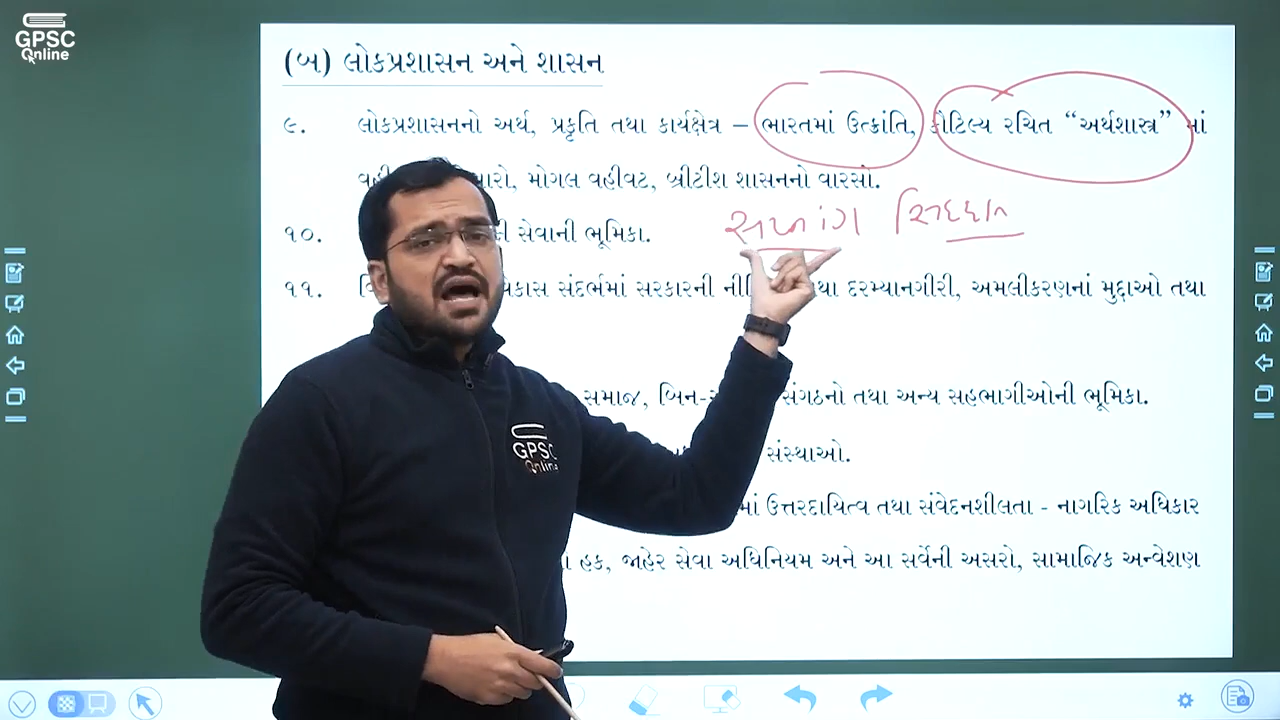 GPSC
Online
(બ) લોકપ્રશાસન અને શાસન
૯. લોકપ્રશાસનનો અર્થ, પ્રકૃતિ તથા કાર્યક્ષેત્ર – ભારતમાં ઉત્ક્રાંતિ, કૌટિલ્ય રચિત “અર્થશાસ્ત્ર” માં
મોગલ વહીવટ, બ્રીટીશ શાસનનો વારસો.
સપ્તાંગ સિદ્ધાંત
૧૦. સેવાની ભૂમિકા.
૧૧. વિકાસ સંદર્ભમાં સરકારની દરમ્યાનગીરી, અમલીકરણનાં મુદ્દાઓ તથા
સમાજ, સંગઠનો તથા અન્ય સહભાગીઓની ભૂમિકા.
સંસ્થાઓ.
ઉત્તરદાયિત્વ તથા સંવેદનશીલતા - નાગરિક અધિકાર
હક, જાહેર સેવા અધિનિયમ અને આ સર્વેની અસરો, સામાજિક અન્વેશણ
GPSC
Online